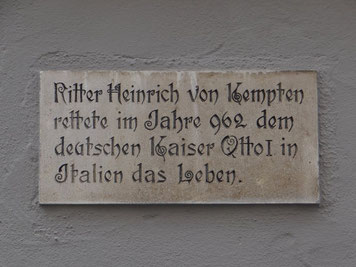 Ritter Heinrich von Kempten
rettete im Jahre 962 dem
deutschen Kaiser Otto I in
Italien das Leben.